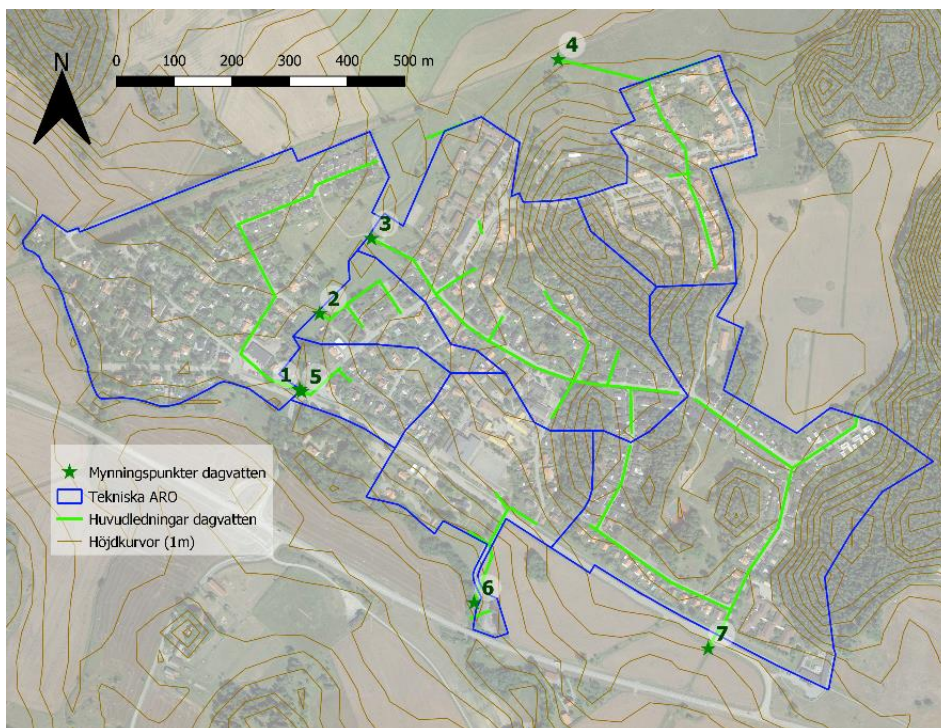 N
0 100 200 300 400 500 m
4
3
2
1
5
6
7
Mynningspunkter dagvatten
Tekniska ARO
Huvudledningar dagvatten
Höjdkurvor (1m)